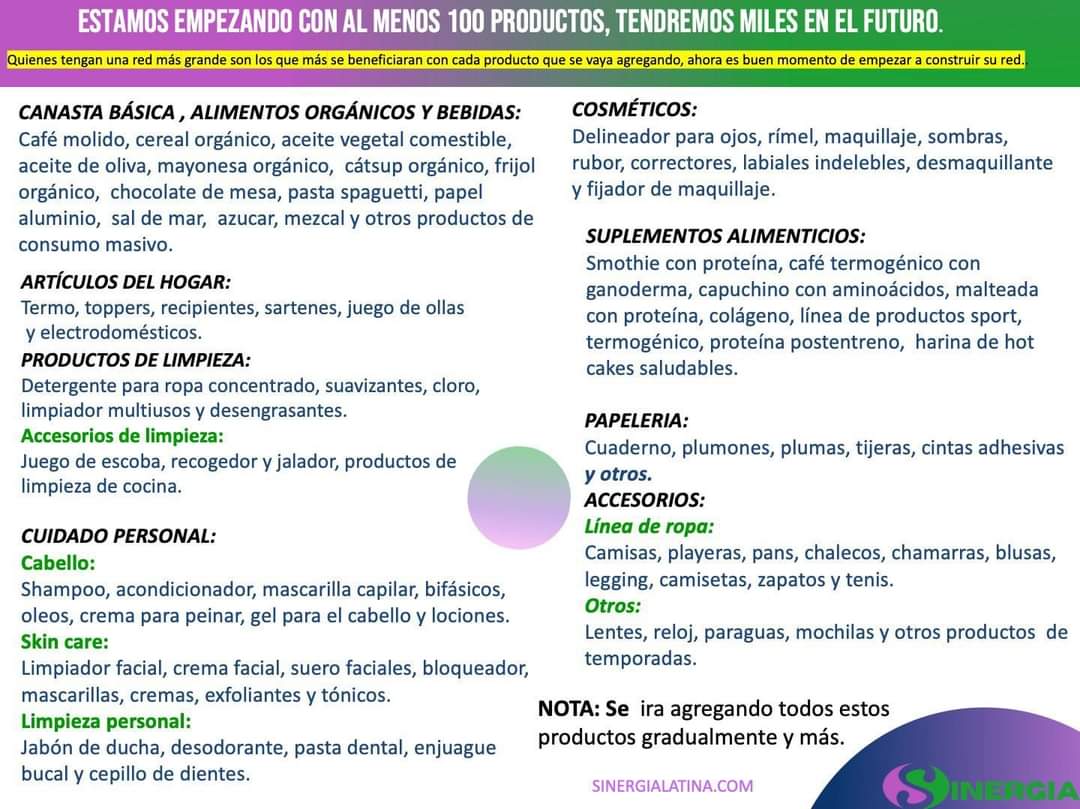 ESTAMOS EMPEZANDO CON AL MENOS 100 PRODUCTOS, TENDREMOS MILES EN EL FUTURO.
Quienes tengan una red más grande son los que más se beneficiaran con cada producto que se vaya agregando, ahora es buen momento de empezar a construir su red..
CANASTA BÁSICA , ALIMENTOS ORGÁNICOS Y BEBIDAS:
Café molido, cereal orgánico, aceite vegetal comestible,
aceite de oliva, mayonesa orgánico, cátsup orgánico, frijol
orgánico, chocolate de mesa, pasta spaguetti, papel
aluminio, sal de mar, azucar, mezcal y otros productos de
consumo masivo.
ARTÍCULOS DEL HOGAR:
Termo, toppers, recipientes, sartenes, juego de ollas
y electrodomésticos.
PRODUCTOS DE LIMPIEZA:
Detergente para ropa concentrado, suavizantes, cloro,
limpiador multiusos y desengrasantes.
Accesorios de limpieza:
Juego de escoba, recogedor y jalador, productos de
limpieza de cocina.
CUIDADO PERSONAL:
Cabello:
Shampoo, acondicionador, mascarilla capilar, bifásicos,
oleos, crema para peinar, gel para el cabello y lociones.
Skin care:
Limpiador facial, crema facial, suero faciales, bloqueador,
mascarillas, cremas, exfoliantes y tónicos.
Limpieza personal:
Jabón de ducha, desodorante, pasta dental, enjuague
bucal y cepillo de dientes.
COSMÉTICOS:
Delineador para ojos, rímel, maquillaje, sombras,
rubor, correctores, labiales indelebles, desmaquillante
y fijador de maquillaje.
SUPLEMENTOS ALIMENTICIOS:
Smothie con proteína, café termogénico con
ganoderma, capuchino con aminoácidos, malteada
con proteína, colágeno, línea de productos sport,
termogénico, proteína postentreno, harina de hot
cakes saludables.
PAPELERIA:
Cuaderno, plumones, plumas, tijeras, cintas adhesivas
y otros.
ACCESORIOS:
Línea de ropa:
Camisas, playeras, pans, chalecos, chamarras, blusas,
legging, camisetas, zapatos y tenis.
Otros:
Lentes, reloj, paraguas, mochilas y otros productos de
temporadas.
NOTA: Se ira agregando todos estos
productos gradualmente y más.
SINERGIALATINA.COM
SINERGIA